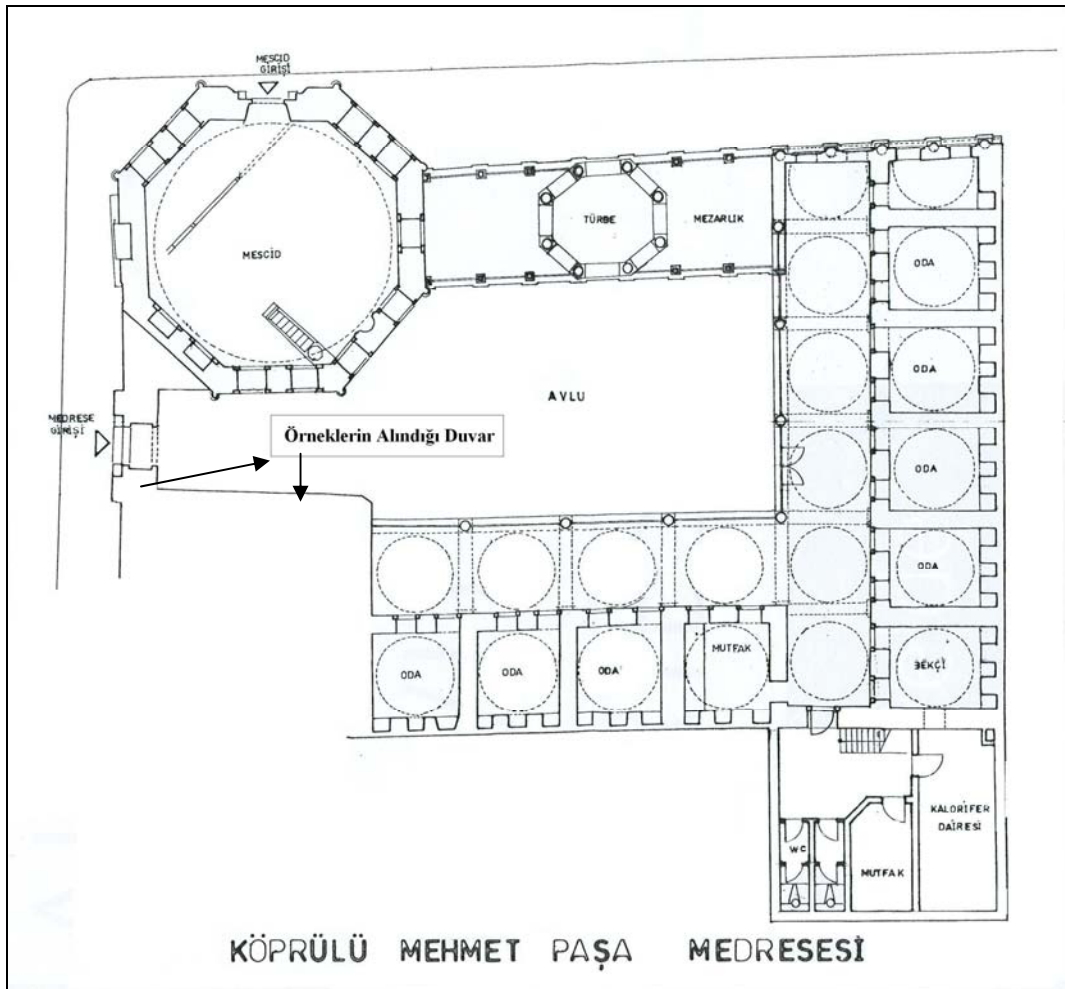 MESCİD
GİRİŞİ
TÜRBE
MEZARLIK
MESCİD
ODA
ODA
AVLU
MEDRESE
GİRİŞİ
Örneklerin Alındığı Duvar
ODA
ODA
ODA
ODA
ODA
MUTFAK
BEKÇİ
KALORİFER
DAİRESİ
WC
MUTFAK
KÖPRÜLÜ MEHMET PAŞA MEDRESESİ